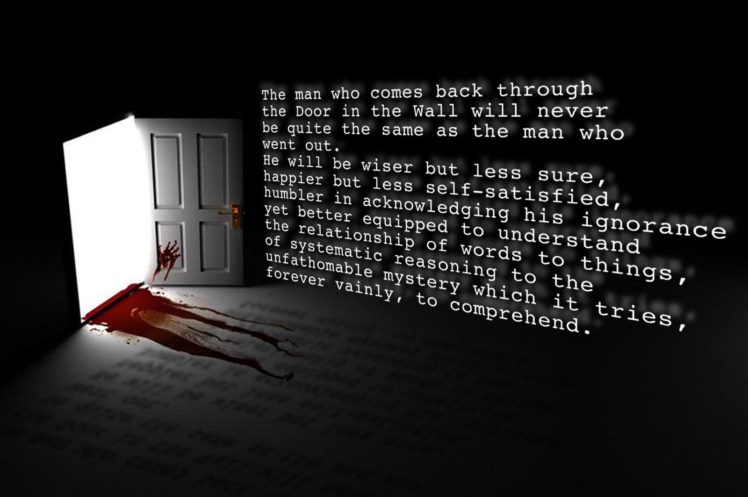 The man who comes back through
the Door in the Wall will never
be quite the same as the man who
went out.
He will be wiser but less sure,
happier but less self-satisfied,
humbler in acknowledging his ignorance
yet better equipped to understand
the relationship of words to things,
of systematic reasoning to the
unfathomable mystery which it tries,
forever vainly, to comprehend.